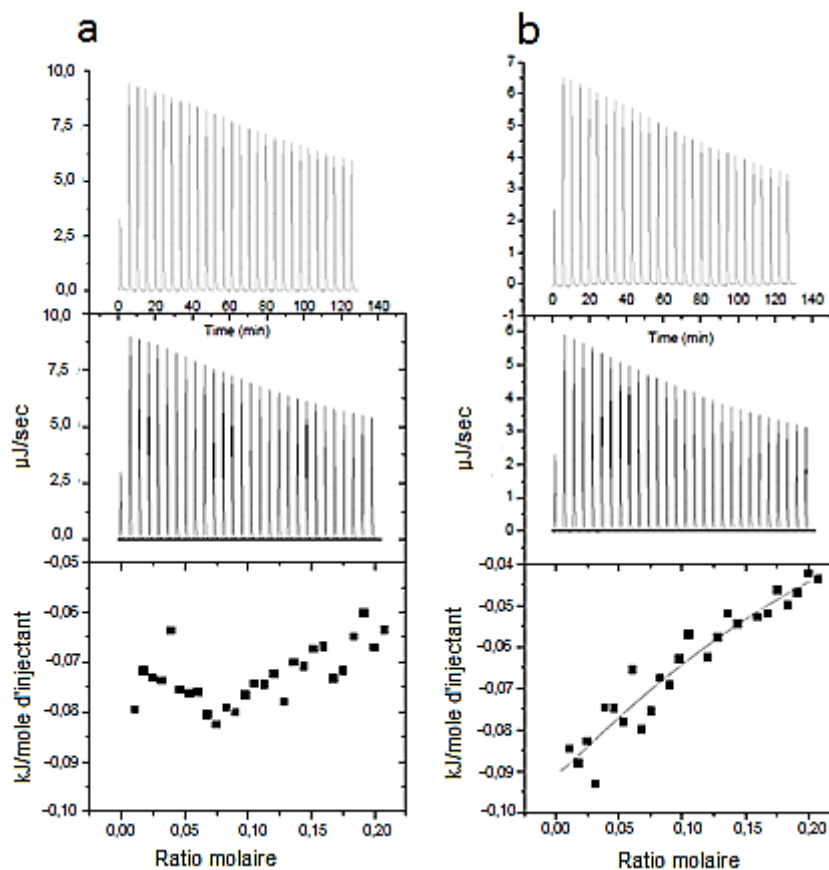 a
10,0
7,5
5,0
2,5
0,0
0 20 40 60 80 100 120 140
Time (min)
10,0
7,5
5,0
2,5
0,0
µJ/sec
-0,05
-0,06
-0,07
-0,08
-0,09
-0,10
kJ/mole d'injectant
0,00 0,05 0,10 0,15 0,20
Ratio molaire
b
7
6
5
4
3
2
1
0
-1
0 20 40 60 80 100 120 140
Time (min)
6
5
4
3
2
1
0
µJ/sec
-0,04
-0,05
-0,06
-0,07
-0,08
-0,09
-0,10
kJ/mole d'injectant
0,00 0,05 0,10 0,15 0,20
Ratio molaire